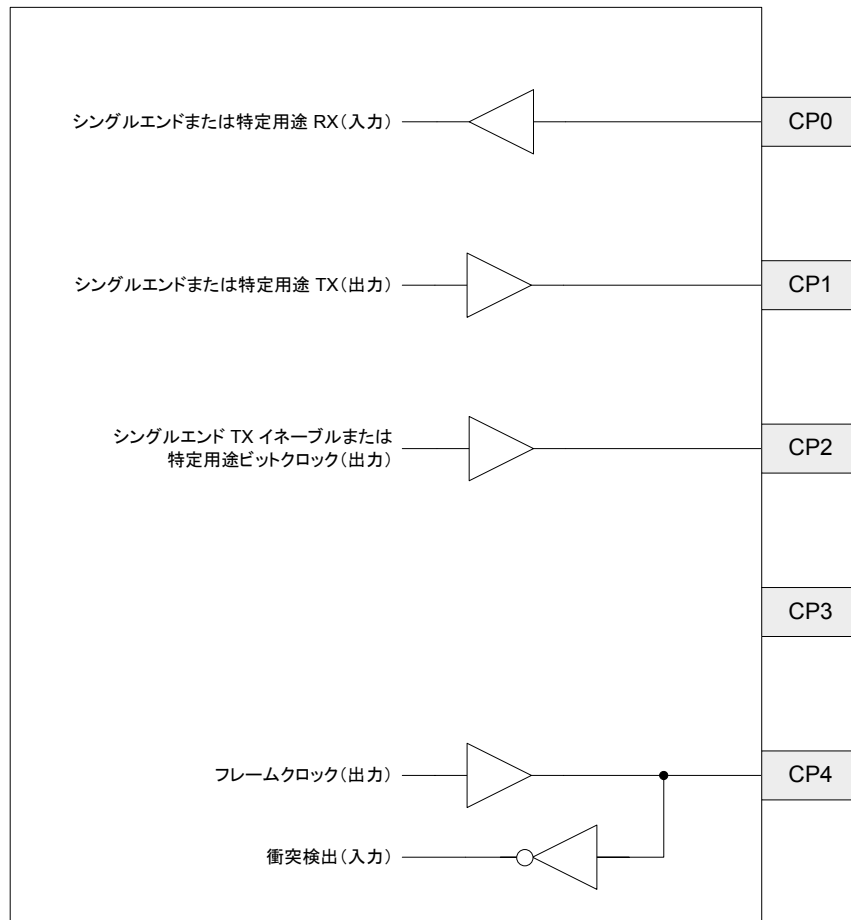 シングルエンドまたは特定用途 RX(入力)
CP0
シングルエンドまたは特定用途 TX(出力)
CP1
シングルエンド TX イネーブルまたは
特定用途ビットクロック(出力)
CP2
CP3
フレームクロック(出力)
CP4
衝突検出(入力)